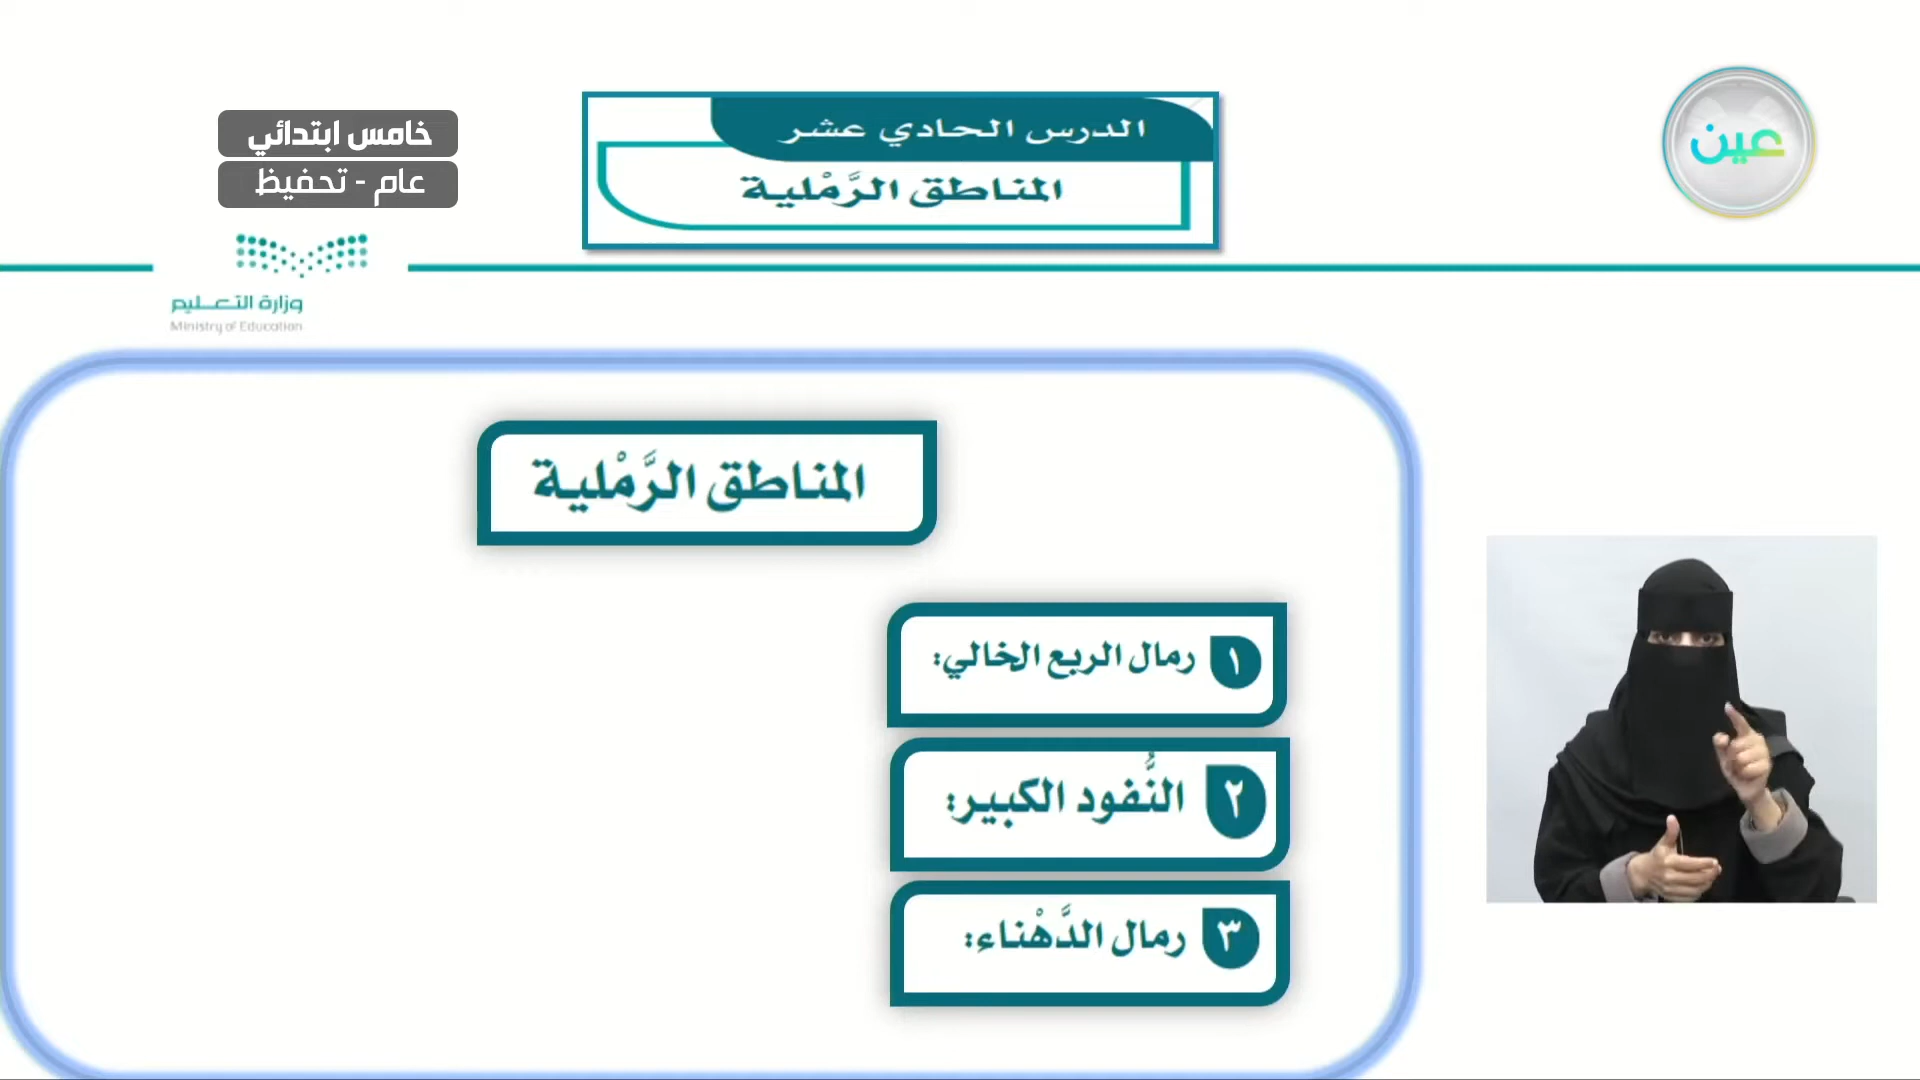 الدرس الحادي عشر
المناطق الرَّمْلية
عين
خامس ابتدائي
عام - تحفيظ
وزارة التعليم
Ministry of Education
المناطق الرَّمْلية
١ رمال الربع الخالي:
٢ النُّفود الكبير:
٣ رمال الدَّهْناء: